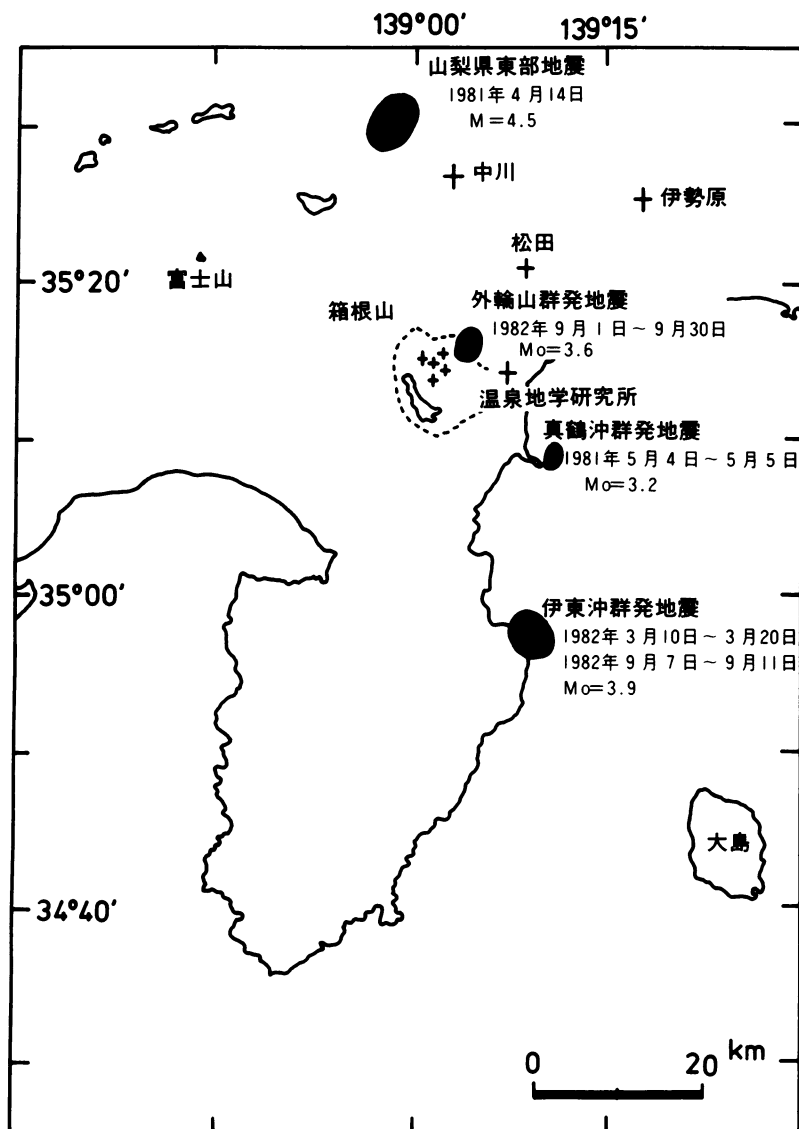 139°00′ 139°15′
山梨県東部地震
1981年4月14日
M=4.5
中川
伊勢原
松田
富士山
35°20′
箱根山
外輪山群発地震
1982年9月1日～9月30日
Mo=3.6
温泉地学研究所
真鶴沖群発地震
1981年5月4日～5月5日
Mo=3.2
35°00′
伊東沖群発地震
1982年3月10日～3月20日
1982年9月7日～9月11日
Mo=3.9
大島
34°40′
0 20 km